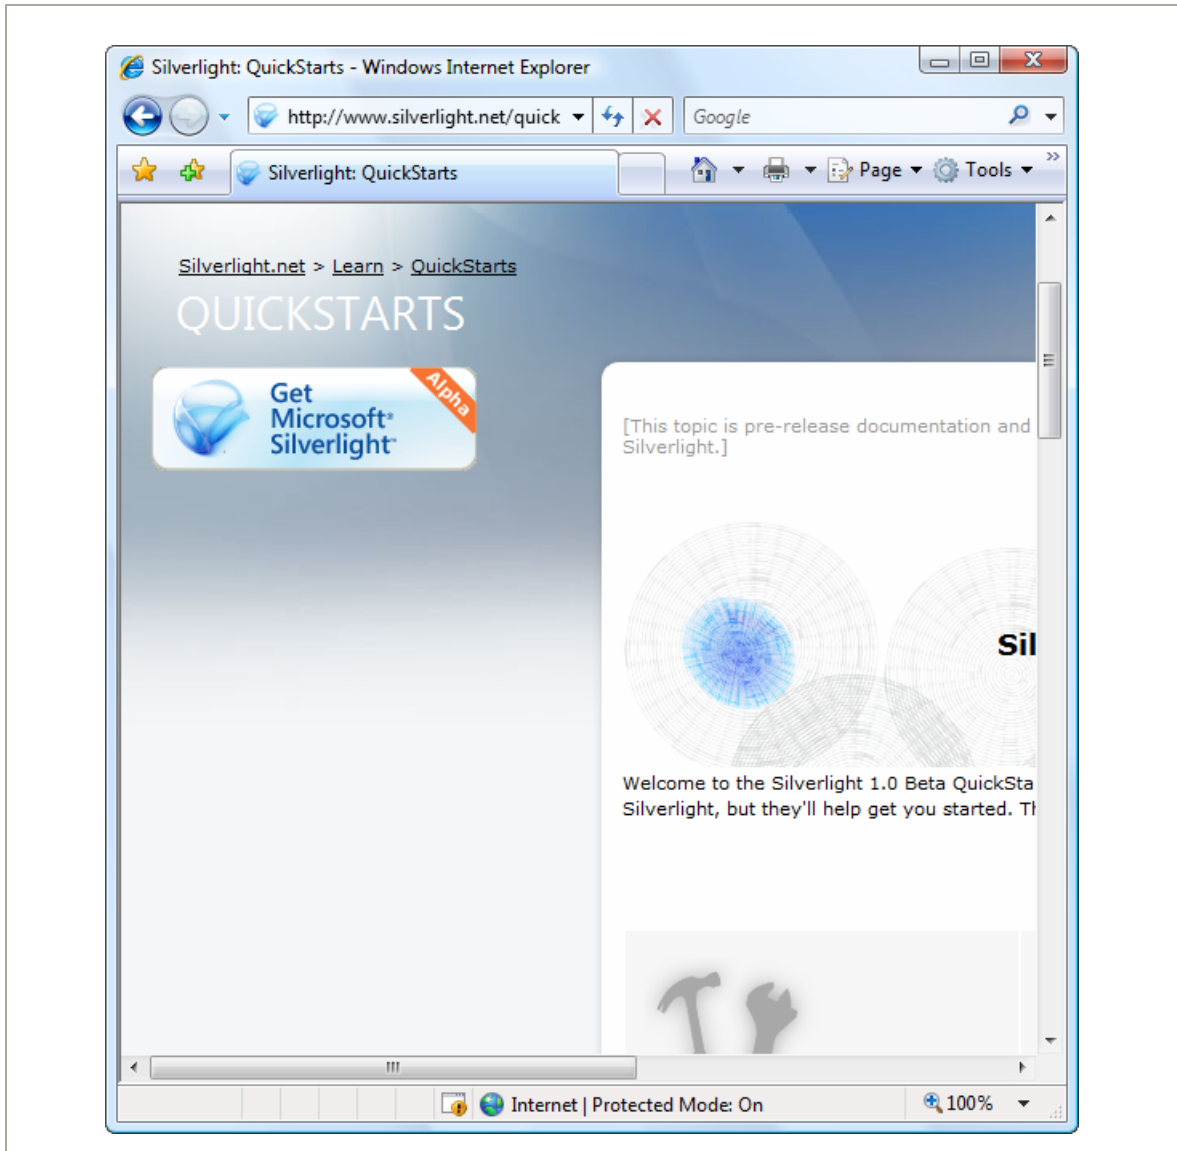 Silverlight: QuickStarts - Windows Internet Explorer
http://www.silverlight.net/quick
Google
Silverlight: QuickStarts
Page
Tools
Silverlight.net > Learn > QuickStarts
QUICKSTARTS
Get
Microsoft®
Silverlight™
Alpha
[This topic is pre-release documentation and
Silverlight.]
Sil
Welcome to the Silverlight 1.0 Beta QuickSta
Silverlight, but they'll help get you started. Th
Internet | Protected Mode: On
100%